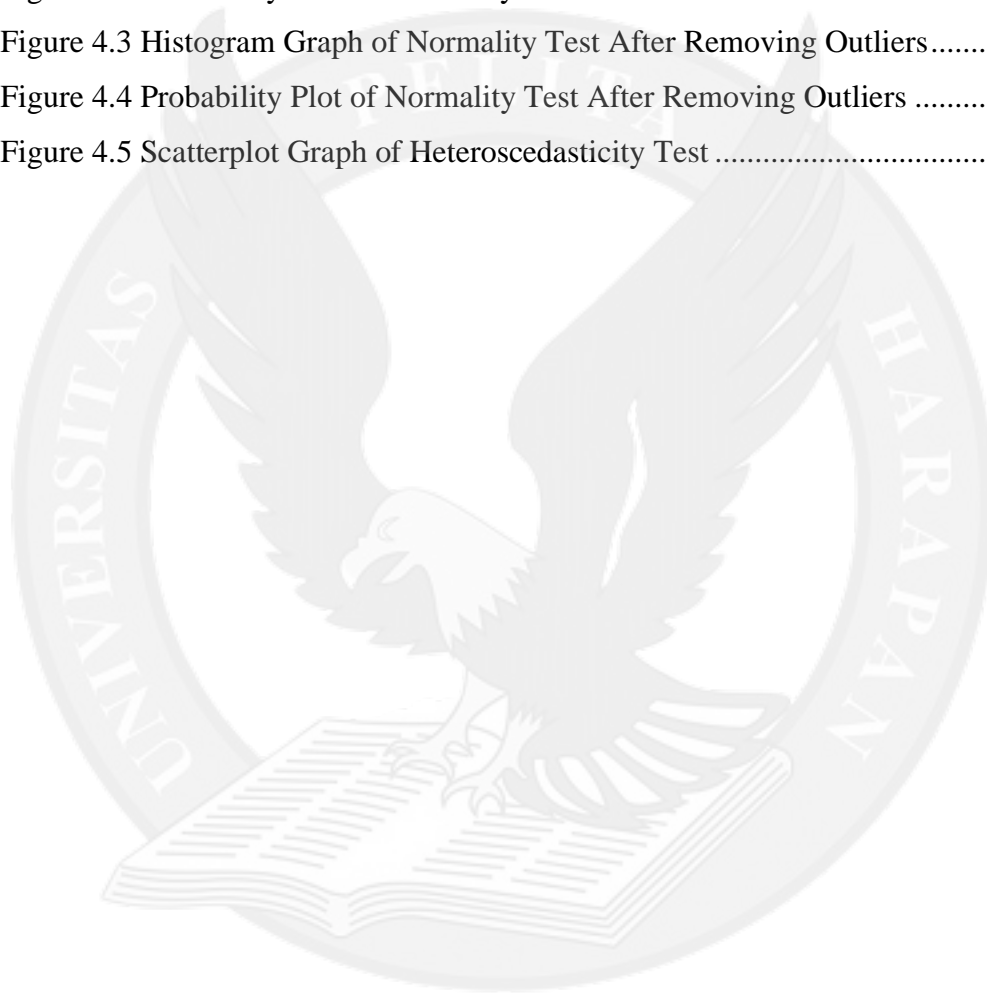 Figure 4.3 Histogram Graph of Normality Test After Removing Outliers.......
Figure 4.4 Probability Plot of Normality Test After Removing Outliers .........
Figure 4.5 Scatterplot Graph of Heteroscedasticity Test ..................................
UNIVERSITAS PELITA HARAPAN